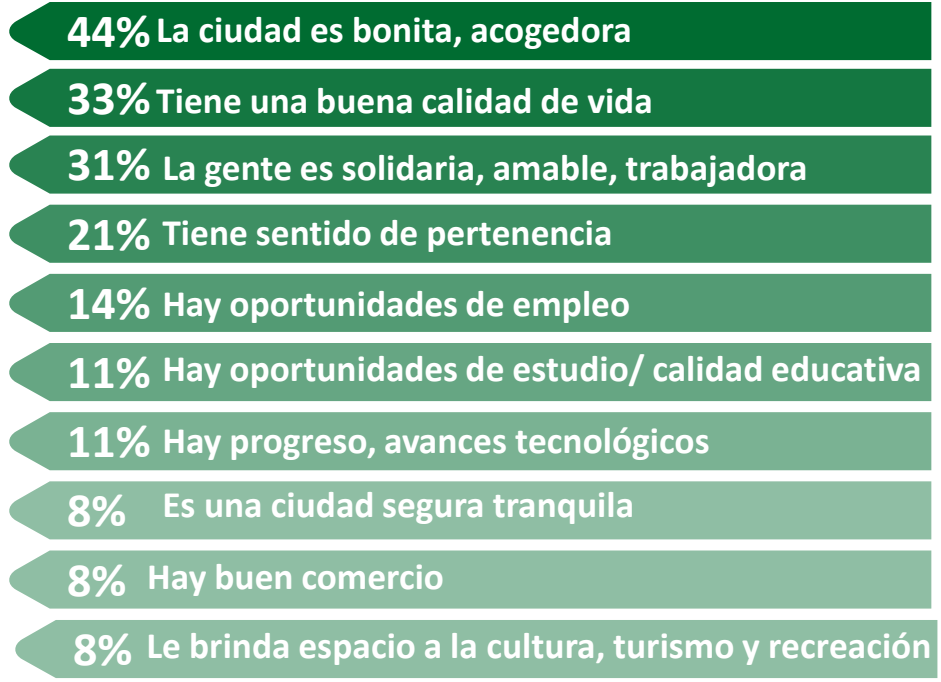 44% La ciudad es bonita, acogedora
33% Tiene una buena calidad de vida
31% La gente es solidaria, amable, trabajadora
21% Tiene sentido de pertenencia
14% Hay oportunidades de empleo
11% Hay oportunidades de estudio/ calidad educativa
11% Hay progreso, avances tecnológicos
8% Es una ciudad segura tranquila
8% Hay buen comercio
8% Le brinda espacio a la cultura, turismo y recreación